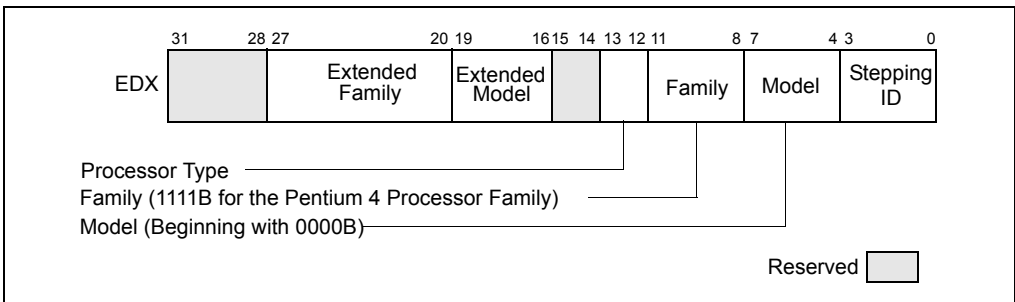 31 28 27 20 19 16 15 14 13 12 11 8 7 4 3 0
EDX
Extended Family
Extended Model
Family
Model
Stepping ID
Processor Type
Family (1111B for the Pentium 4 Processor Family)
Model (Beginning with 0000B)
Reserved